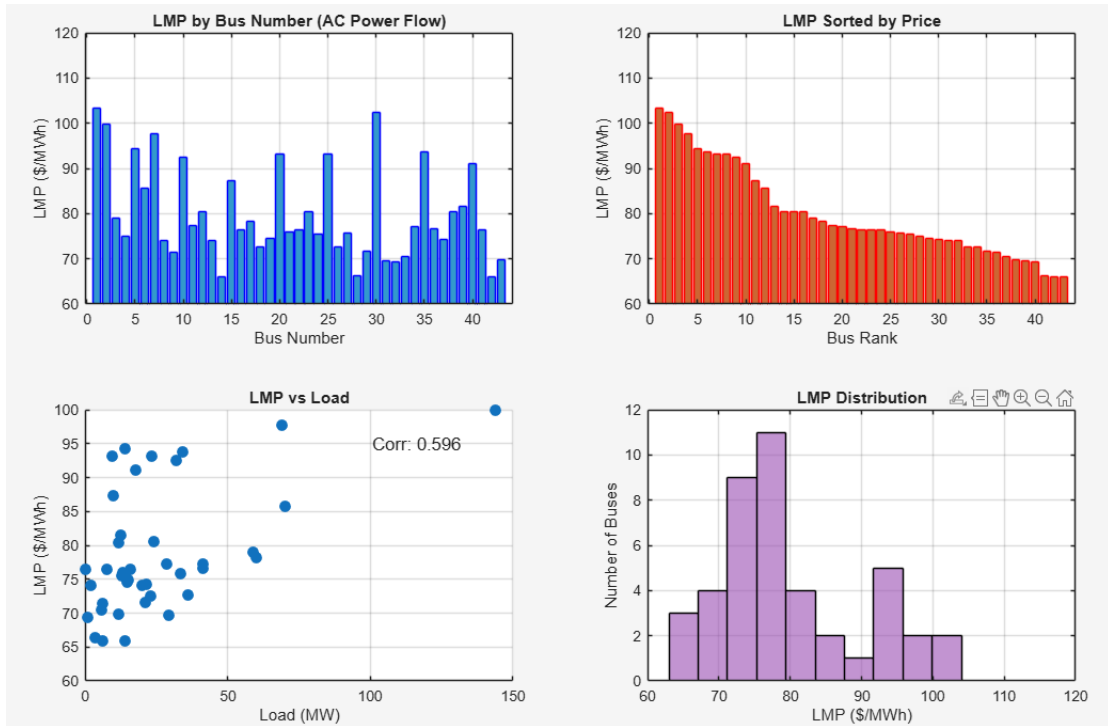 LMP by Bus Number (AC Power Flow)
120
110
100
90
80
70
60
LMP ($/MWh)
0 5 10 15 20 25 30 35 40
Bus Number
LMP Sorted by Price
120
110
100
90
80
70
60
LMP ($/MWh)
0 5 10 15 20 25 30 35 40
Bus Rank
LMP vs Load
100
95
90
85
80
75
70
65
60
LMP ($/MWh)
Corr: 0.596
0 50 100 150
Load (MW)
LMP Distribution
12
10
8
6
4
2
0
Number of Buses
60 70 80 90 100 110 120
LMP ($/MWh)